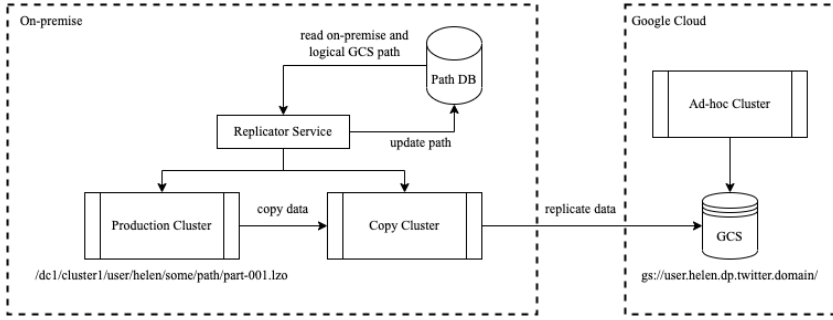 On-premise
Google Cloud
read on-premise and
logical GCS path
Path DB
Ad-hoc Cluster
Replicator Service
update path
Production Cluster
copy data
Copy Cluster
replicate data
GCS
/dc1/cluster1/user/helen/some/path/part-001.lzo
gs://user.helen.dp.twitter.domain/